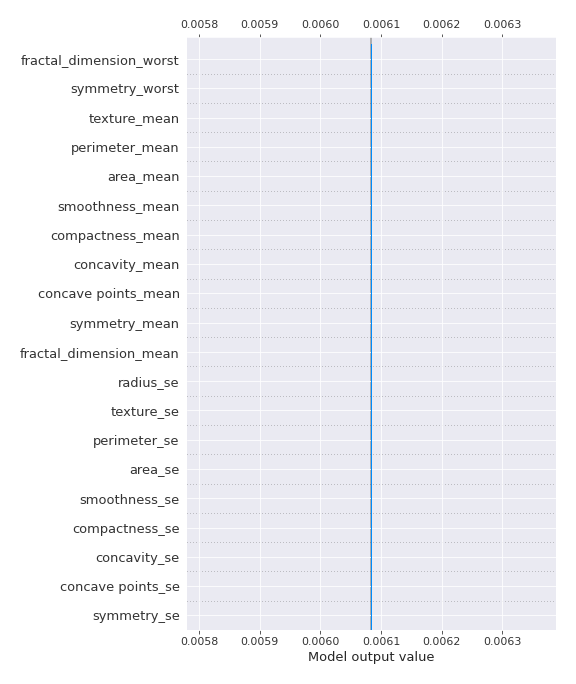 0.0058 0.0059 0.0060 0.0061 0.0062 0.0063
fractal_dimension_worst
symmetry_worst
texture_mean
perimeter_mean
area_mean
smoothness_mean
compactness_mean
concavity_mean
concave points_mean
symmetry_mean
fractal_dimension_mean
radius_se
texture_se
perimeter_se
area_se
smoothness_se
compactness_se
concavity_se
concave points_se
symmetry_se
0.0058 0.0059 0.0060 0.0061 0.0062 0.0063
Model output value